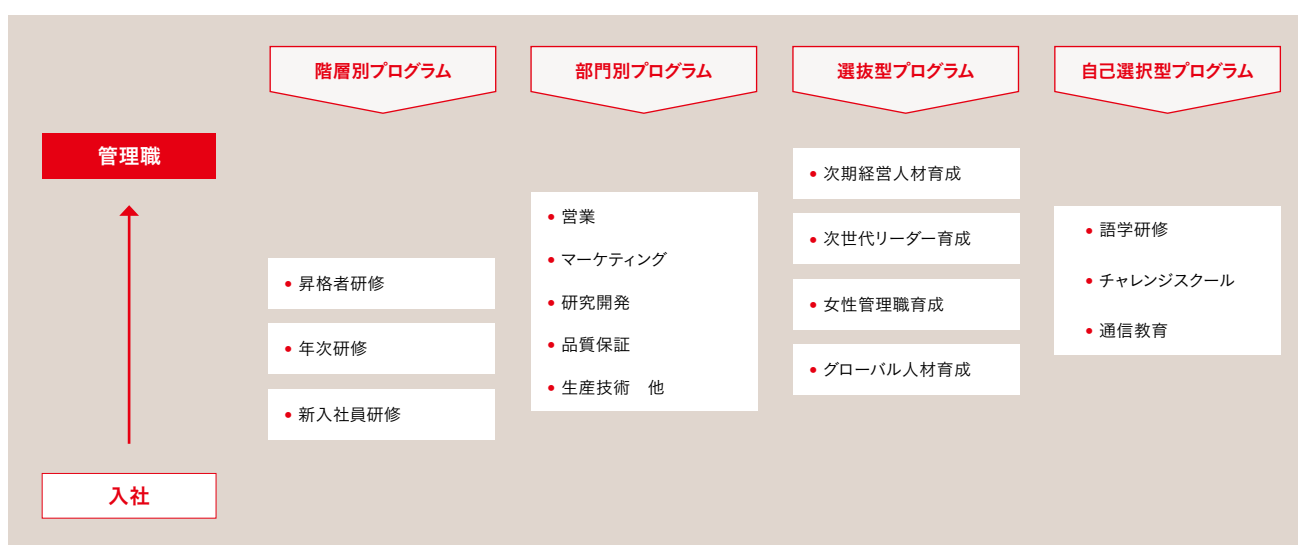 階層別プログラム
部門別プログラム
選抜型プログラム
自己選択型プログラム
管理職
入社
• 昇格者研修
• 年次研修
• 新入社員研修
• 営業
• マーケティング
• 研究開発
• 品質保証
• 生産技術　他
• 次期経営人材育成
• 次世代リーダー育成
• 女性管理職育成
• グローバル人材育成
• 語学研修
• チャレンジスクール
• 通信教育